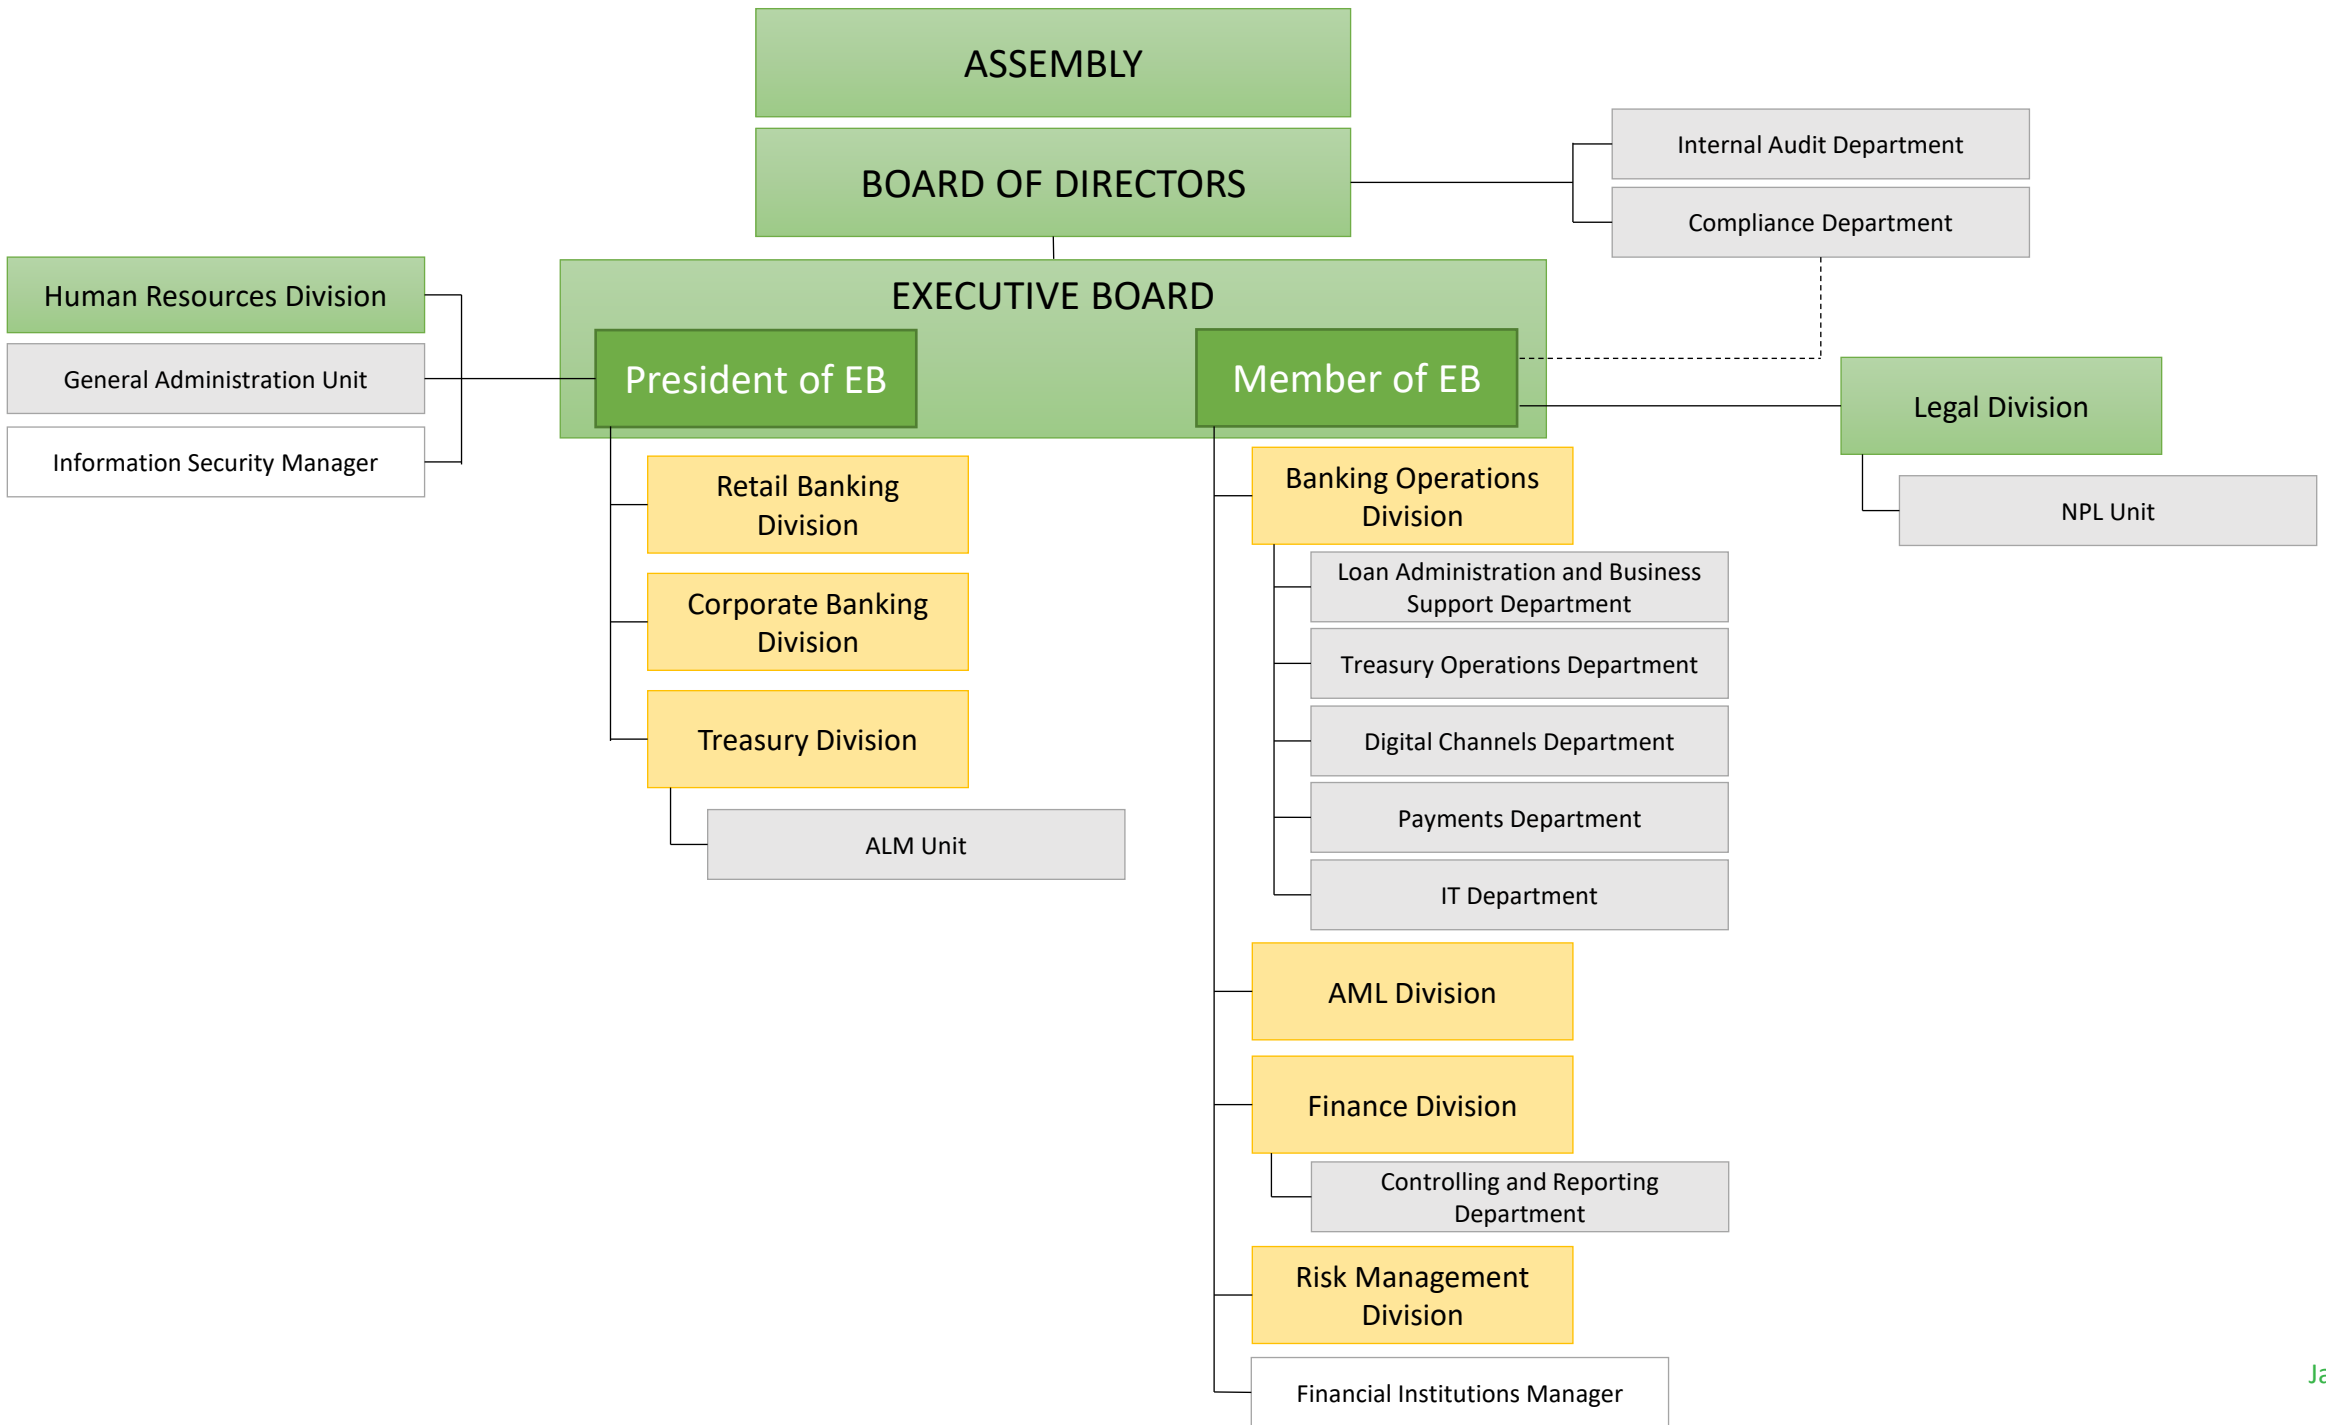 ASSEMBLY
BOARD OF DIRECTORS
Internal Audit Department
Compliance Department
Human Resources Division
General Administration Unit
Information Security Manager
EXECUTIVE BOARD
President of EB
Member of EB
Legal Division
NPL Unit
Retail Banking
Division
Corporate Banking
Division
Treasury Division
ALM Unit
Banking Operations
Division
Loan Administration and Business
Support Department
Treasury Operations Department
Digital Channels Department
Payments Department
IT Department
AML Division
Finance Division
Controlling and Reporting
Department
Risk Management
Division
Financial Institutions Manager